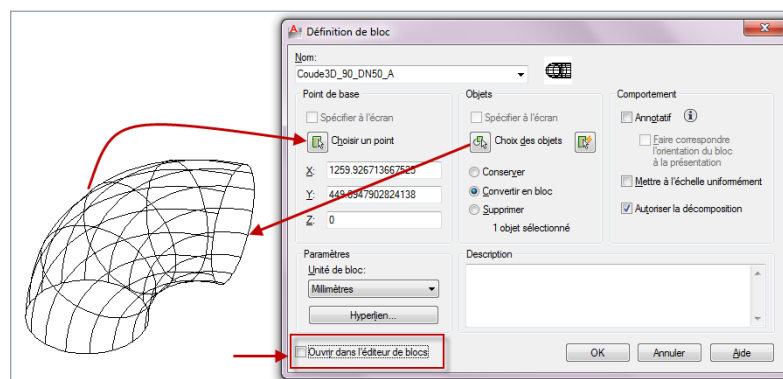 Définition de bloc
Nom:
Coude3D_90_DN50_A
Point de base
Spécifier à l'écran
Choisir un point
X: 1259.926713667525
Y: 449.8947902824138
Z: 0
Objets
Spécifier à l'écran
Choix des objets
Conserver
Convertir en bloc
Supprimer
1 objet sélectionné
Comportement
Annotatif
Faire correspondre
l'orientation du bloc
à la présentation
Mettre à l'échelle uniformément
Autoriser la décomposition
Paramètres
Unité de bloc:
Millimètres
Hyperlien...
Description
Ouvrir dans l'éditeur de blocs
OK Annuler Aide